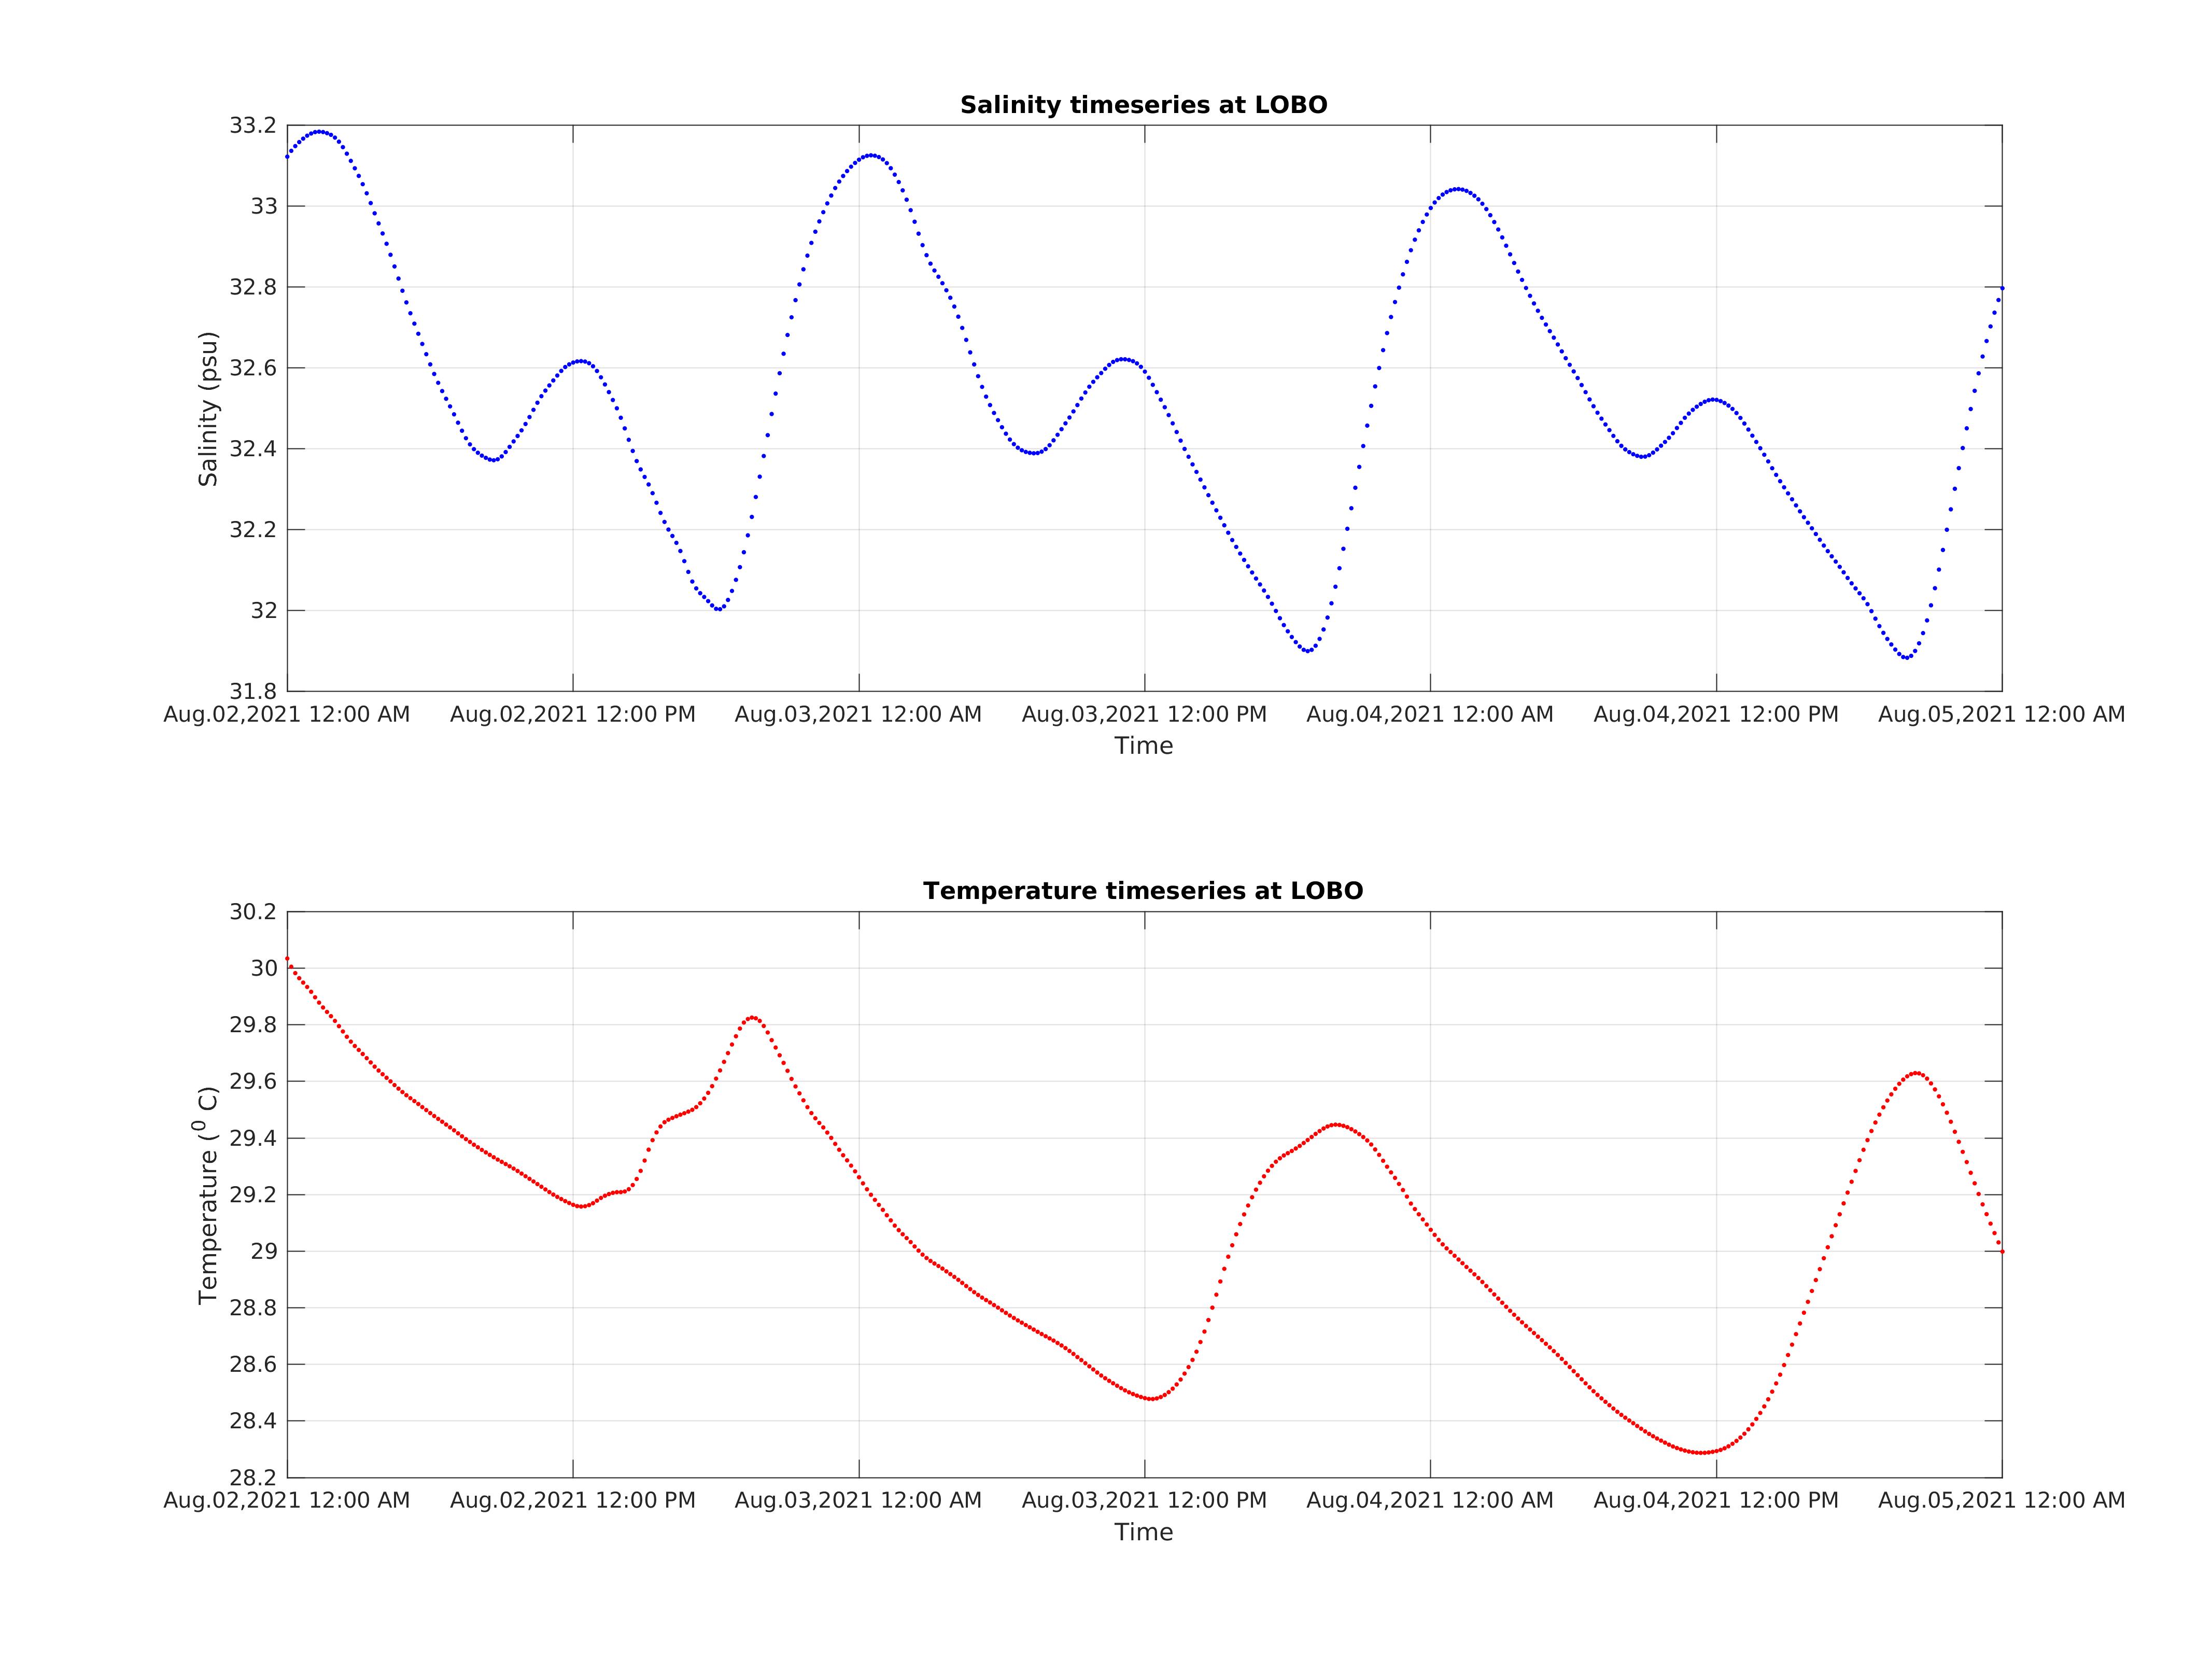 Salinity timeseries at LOBO
33.2
33
32.8
32.6
32.4
32.2
32
31.8
Salinity (psu)
Aug.02,2021 12:00 AM Aug.02,2021 12:00 PM Aug.03,2021 12:00 AM Aug.03,2021 12:00 PM Aug.04,2021 12:00 AM Aug.04,2021 12:00 PM Aug.05,2021 12:00 AM
Time
Temperature timeseries at LOBO
30.2
30
29.8
29.6
29.4
29.2
29
28.8
28.6
28.4
28.2
Temperature (⁰ C)
Aug.02,2021 12:00 AM Aug.02,2021 12:00 PM Aug.03,2021 12:00 AM Aug.03,2021 12:00 PM Aug.04,2021 12:00 AM Aug.04,2021 12:00 PM Aug.05,2021 12:00 AM
Time